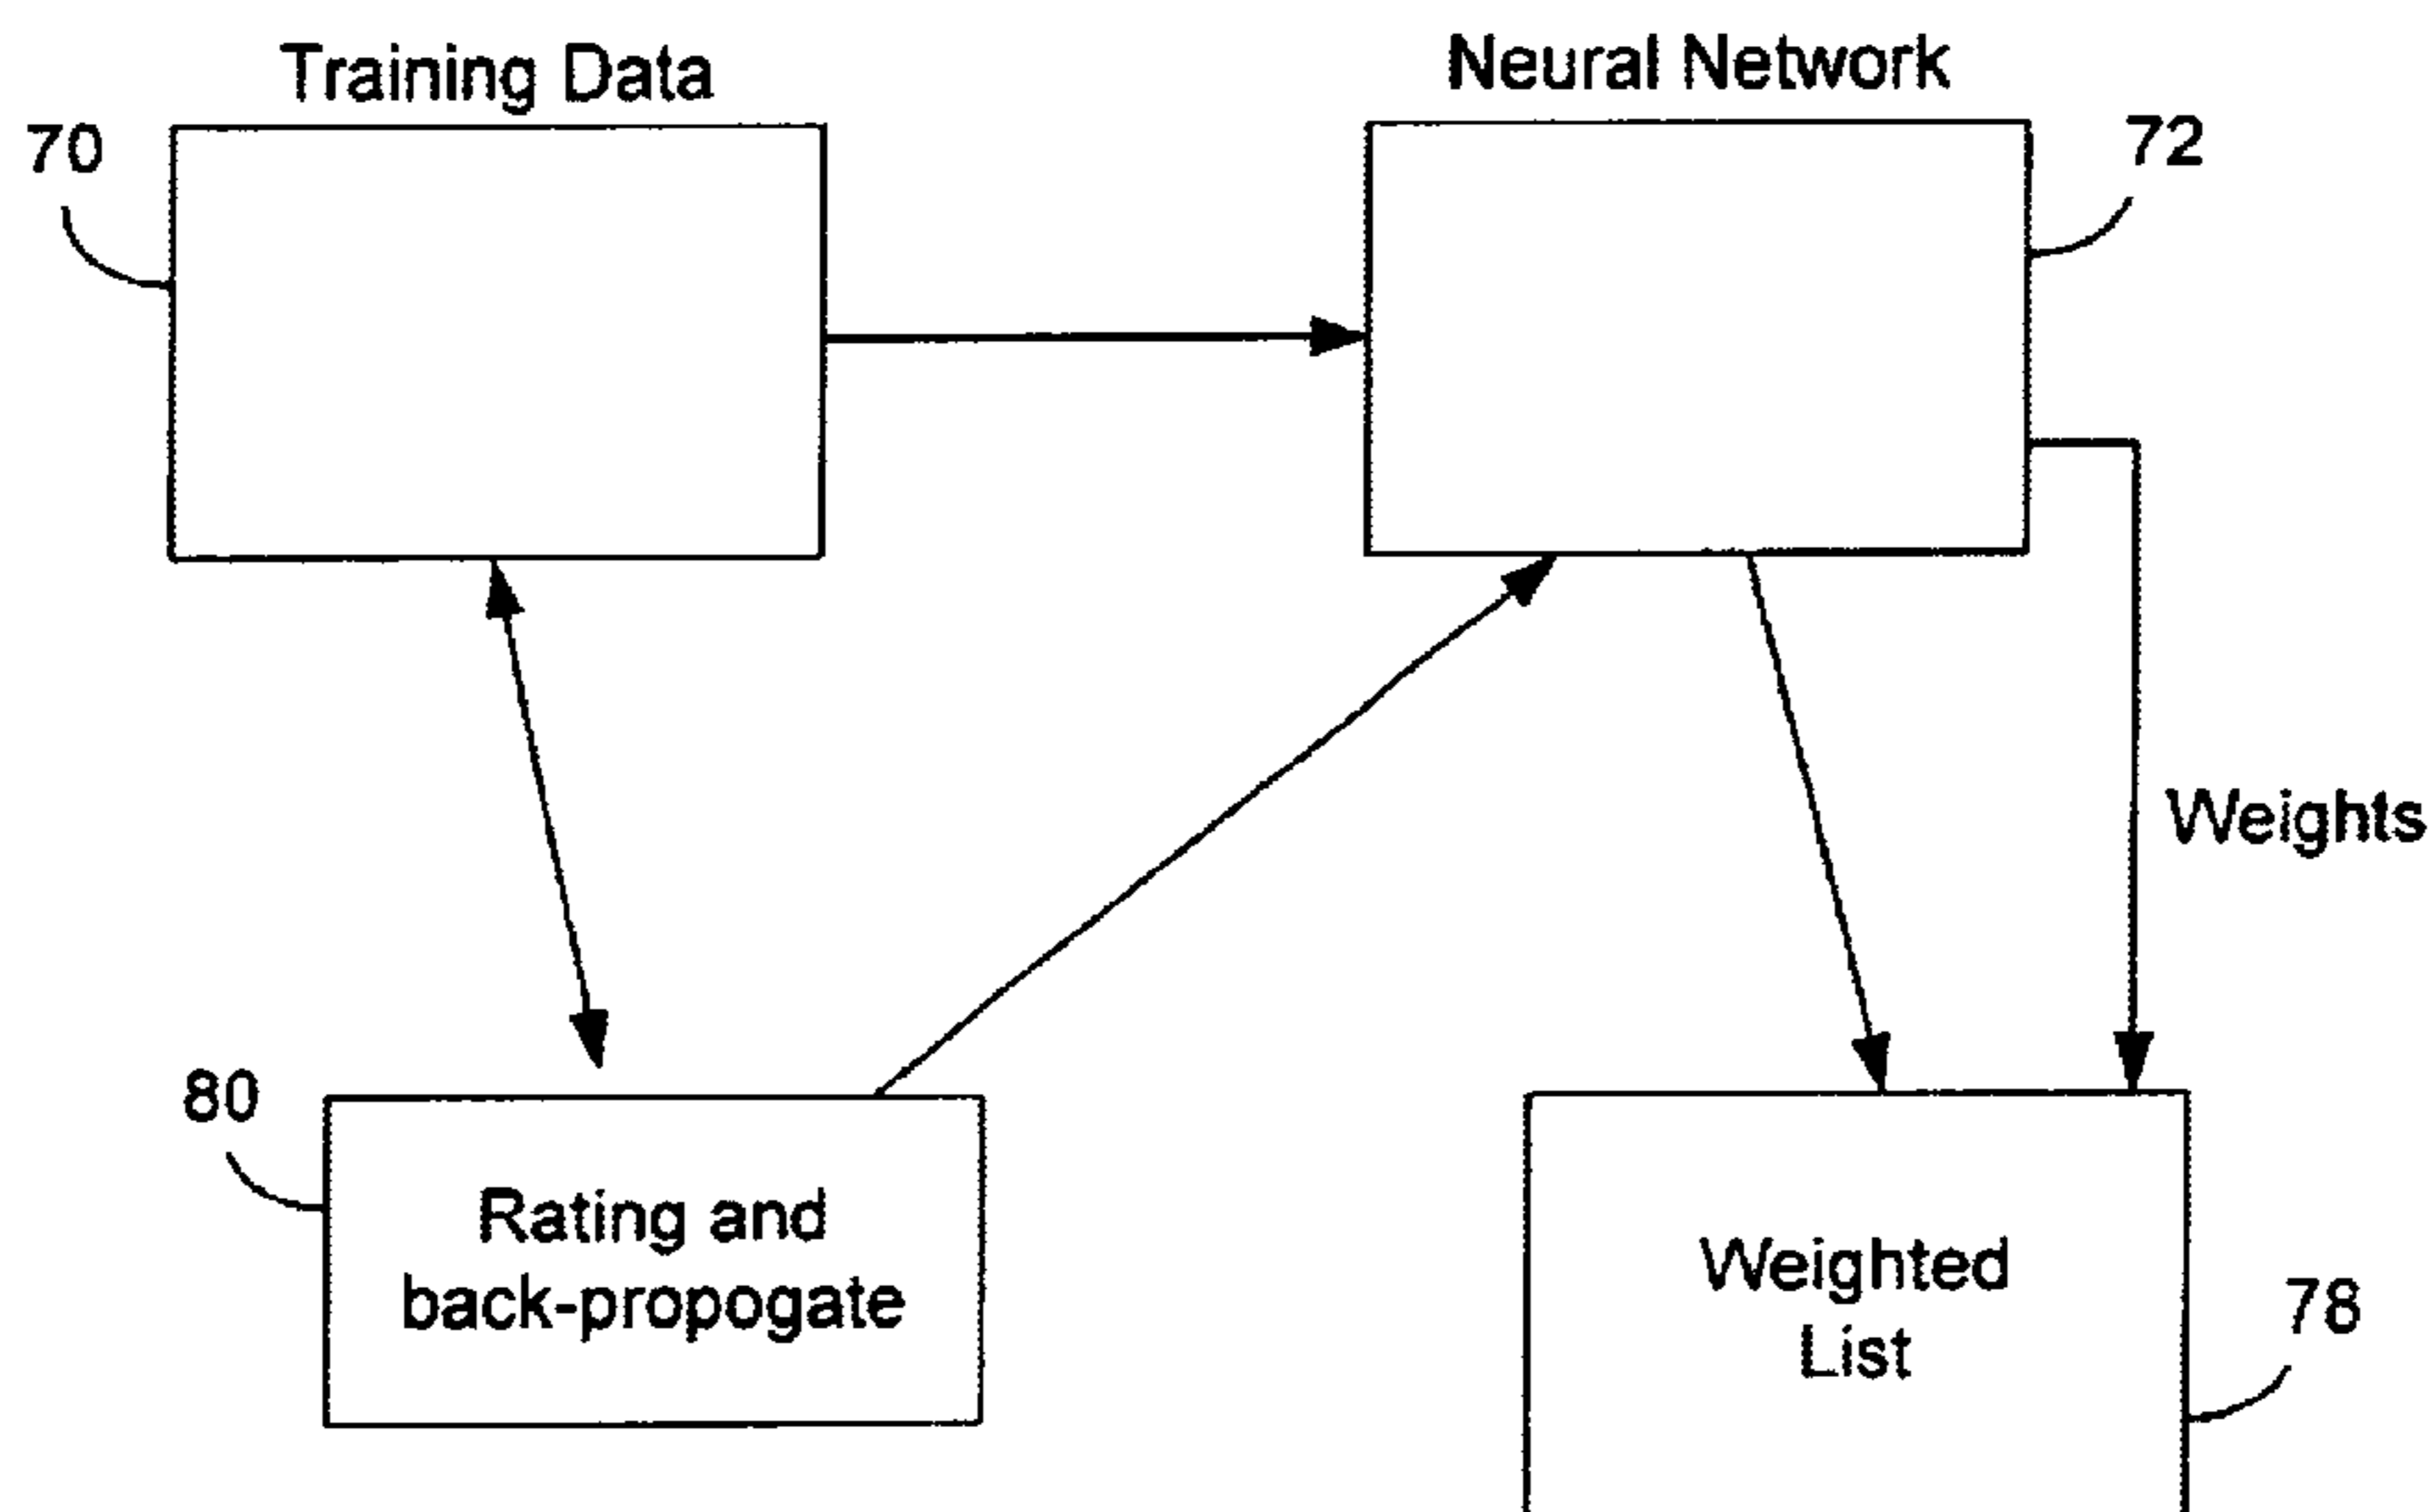 Training Data
Neural Network
70
72
Weights
80
Rating and
back-propogate
Weighted
List
78